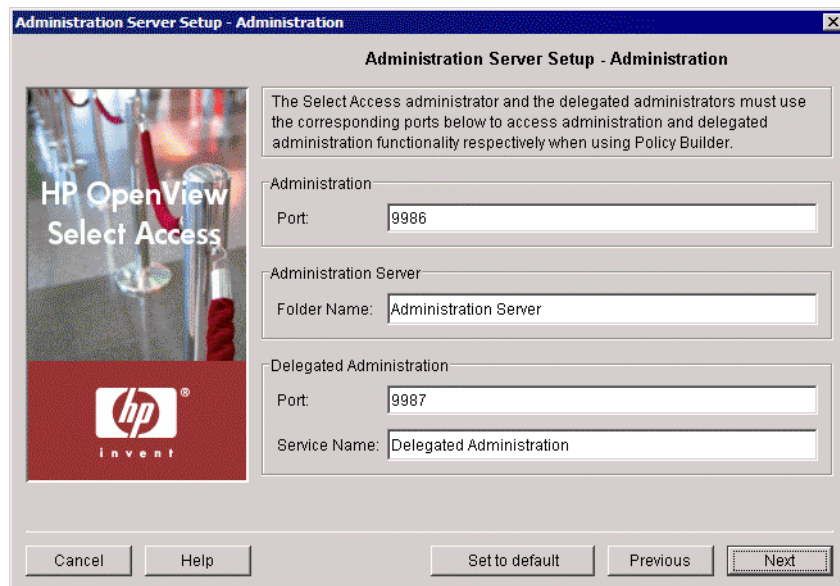 Administration Server Setup - Administration
Administration Server Setup - Administration
HP OpenView
Select Access
hp
®
invent
The Select Access administrator and the delegated administrators must use
the corresponding ports below to access administration and delegated
administration functionality respectively when using Policy Builder.
Administration
Port: 9986
Administration Server
Folder Name: Administration Server
Delegated Administration
Port: 9987
Service Name: Delegated Administration
Cancel Help Set to default Previous Next